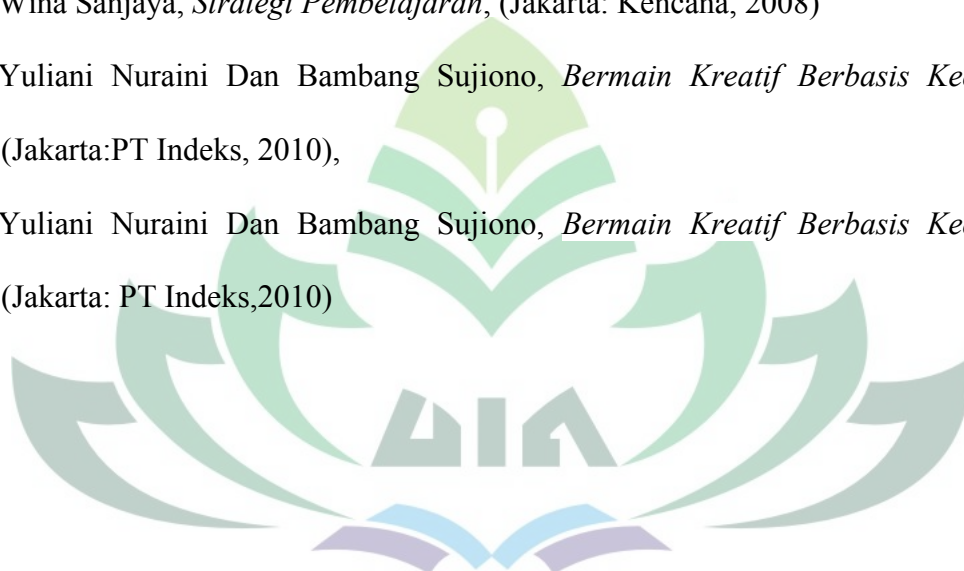 Wina Sanjaya, Strategi Pembelajaran, (Jakarta: Kencana, 2008)
Yuliani Nuraini Dan Bambang Sujiono, Bermain Kreatif Berbasis
(Jakarta:PT Indeks, 2010),
Yuliani Nuraini Dan Bambang Sujiono, Bermain Kreatif Berbasis
(Jakarta: PT Indeks,2010)
UIN